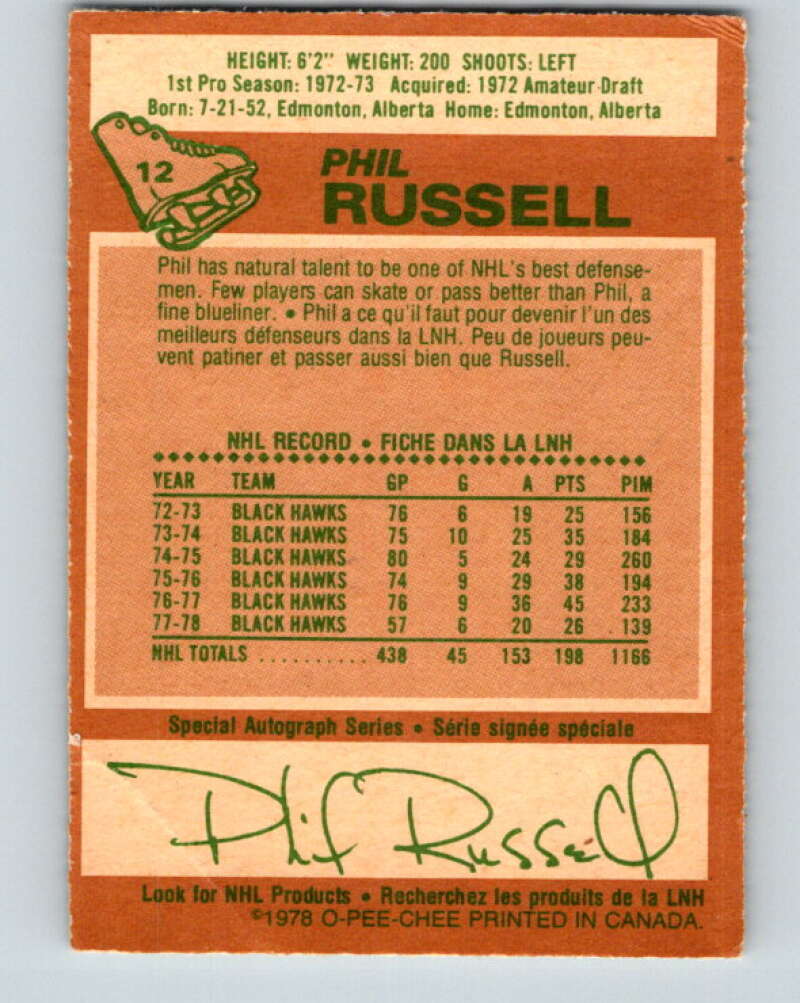 HEIGHT: 6'2" WEIGHT: 200 SHOOTS: LEFT
1st Pro Season: 1972-73 Acquired: 1972 Amateur Draft
Born: 7-21-52, Edmonton, Alberta Home: Edmonton, Alberta
12
PHIL
RUSSELL
Phil has natural talent to be one of NHL's best defense-
men. Few players can skate or pass better than Phil, a
fine blueliner. • Phil a ce qu'il faut pour devenir l'un des
meilleurs défenseurs dans la LNH. Peu de joueurs peu-
vent patiner et passer aussi bien que Russell.
NHL RECORD • FICHE DANS LA LNH
YEAR TEAM GP G A PTS PIM
72-73 BLACK HAWKS 76 6 19 25 156
73-74 BLACK HAWKS 75 10 25 35 184
74-75 BLACK HAWKS 80 5 24 29 260
75-76 BLACK HAWKS 74 9 29 38 194
76-77 BLACK HAWKS 76 9 36 45 233
77-78 BLACK HAWKS 57 6 20 26 139
NHL TOTALS .......... 438 45 153 198 1166
Special Autograph Series • Série signée spéciale
Phil Russell
Look for NHL Products • Recherchez les produits de la LNH
©1978 O-PEE-CHEE PRINTED IN CANADA.